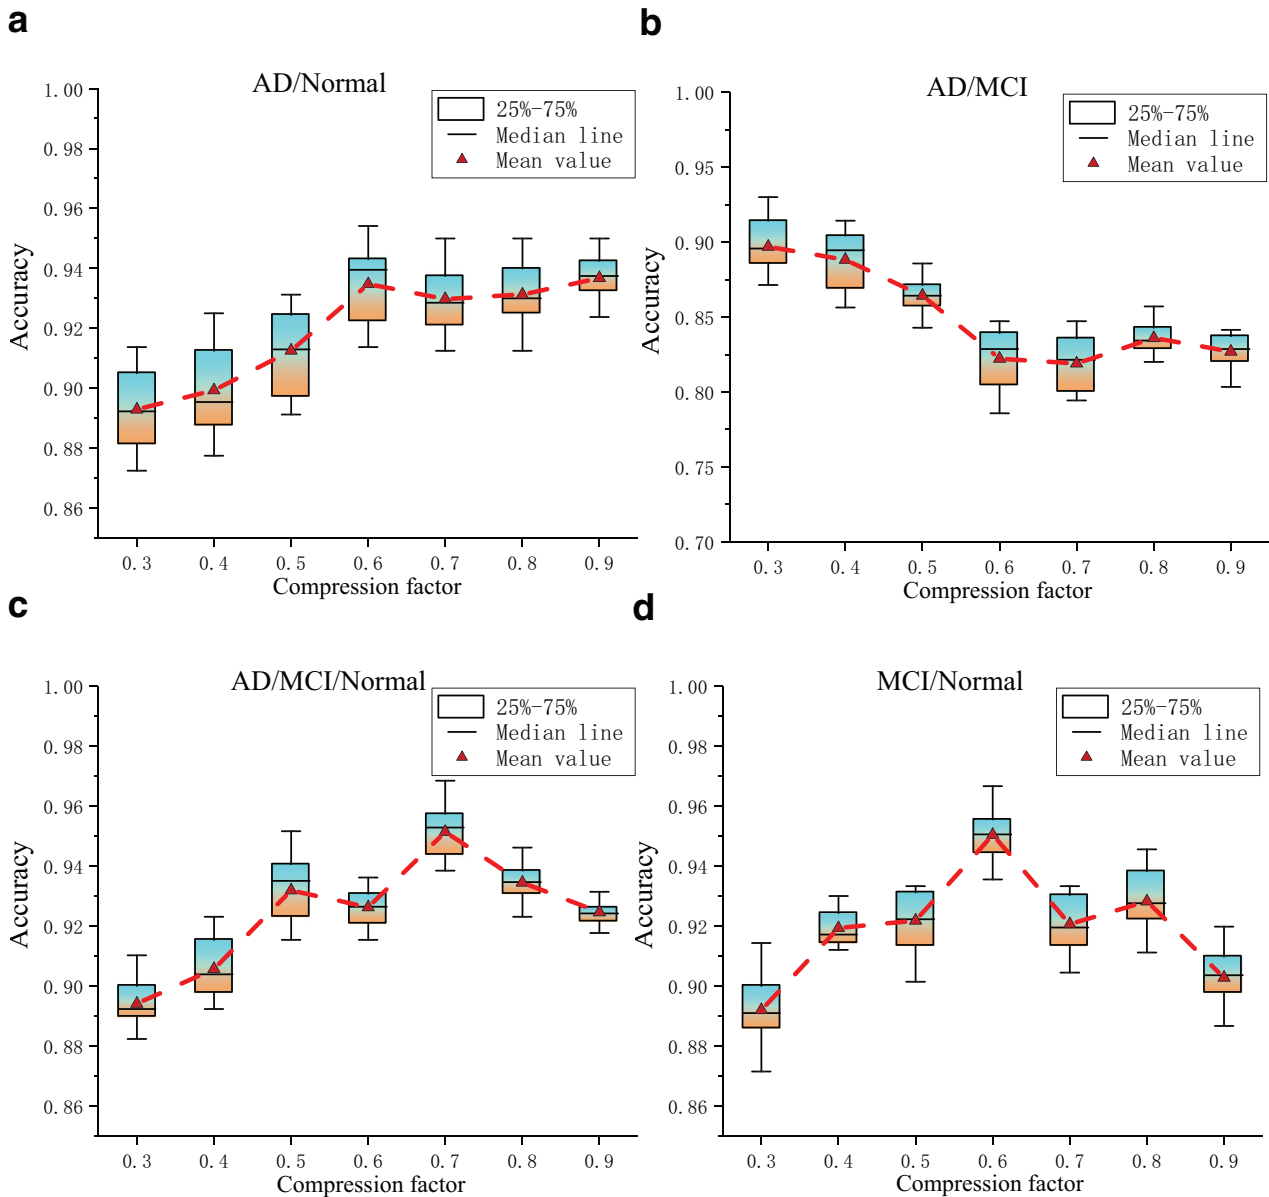 a
AD/Normal
25%-75%
Median line
Mean value
1.00
0.98
0.96
0.94
0.92
0.90
0.88
0.86
Accuracy
0.3 0.4 0.5 0.6 0.7 0.8 0.9
Compression factor
b
AD/MCI
25%-75%
Median line
Mean value
1.00
0.95
0.90
0.85
0.80
0.75
0.70
Accuracy
0.3 0.4 0.5 0.6 0.7 0.8 0.9
Compression factor
c
AD/MCI/Normal
25%-75%
Median line
Mean value
1.00
0.98
0.96
0.94
0.92
0.90
0.88
0.86
Accuracy
0.3 0.4 0.5 0.6 0.7 0.8 0.9
Compression factor
d
MCI/Normal
25%-75%
Median line
Mean value
1.00
0.98
0.96
0.94
0.92
0.90
0.88
0.86
Accuracy
0.3 0.4 0.5 0.6 0.7 0.8 0.9
Compression factor